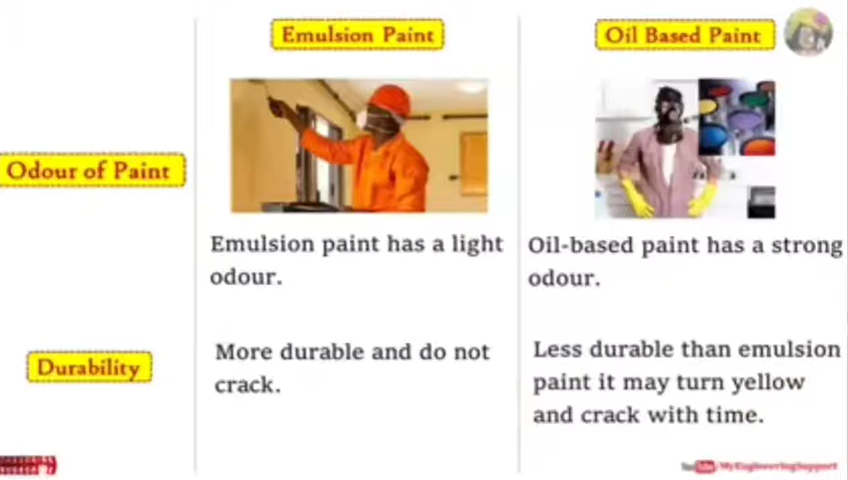 Emulsion Paint
Oil Based Paint
Odour of Paint
Emulsion paint has a light
odour.
Oil-based paint has a strong
odour.
Durability
More durable and do not
crack.
Less durable than emulsion
paint it may turn yellow
and crack with time.
YouTube /MyEngineeringSupport